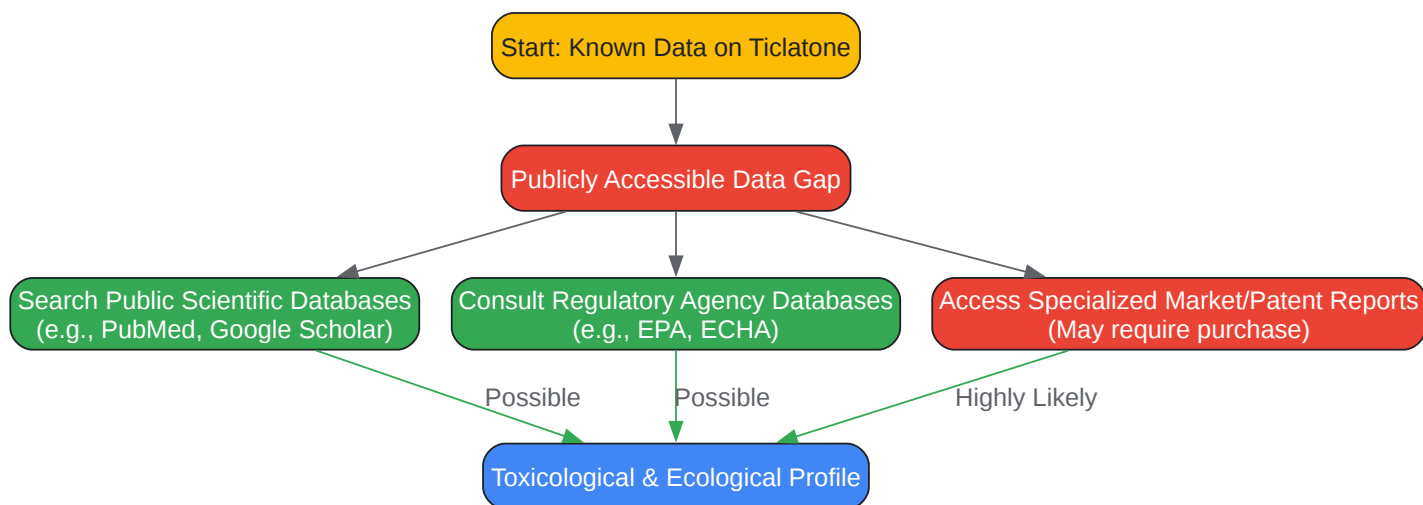 Start: Known Data on Ticlatone
Publicly Accessible Data Gap
Search Public Scientific Databases
(e.g., PubMed, Google Scholar)
Consult Regulatory Agency Databases
(e.g., EPA, ECHA)
Access Specialized Market/Patent Reports
(May require purchase)
Possible
Possible
Highly Likely
Toxicological & Ecological Profile